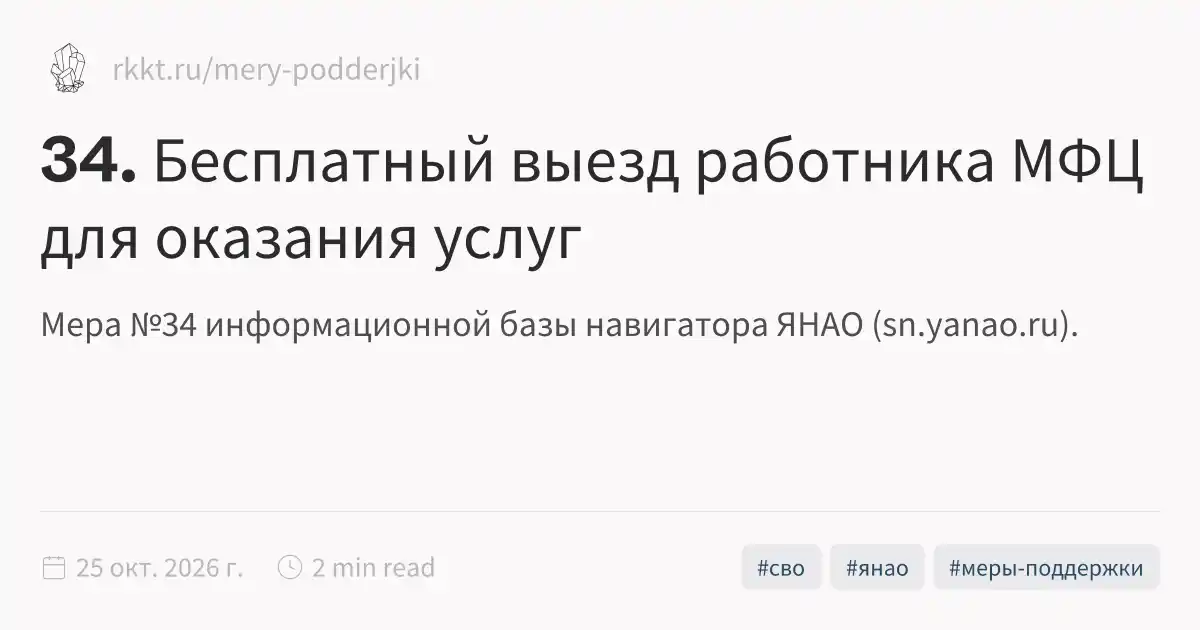 rkkt.ru/mery-podderjki
34. Бесплатный выезд работника МФЦ
для оказания услуг
Мера №34 информационной базы навигатора ЯНАО (sn.yanao.ru).
25 окт. 2026 г.
2 min read
#сво
#янао
#меры-поддержки